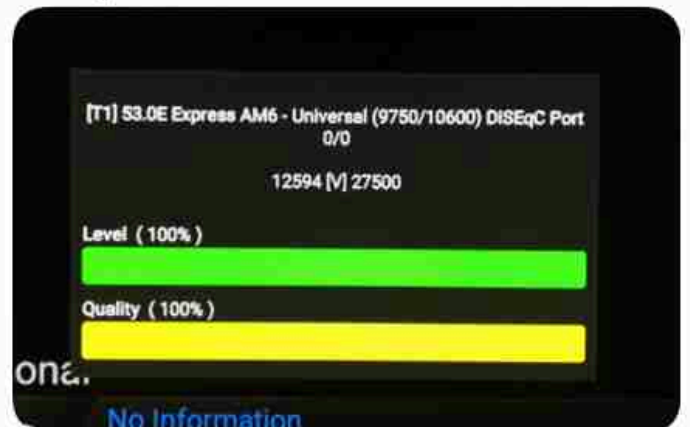 [T1] 53.0E Express AM6 - Universal (9750/10600) DISEqC Port
0/0
12594 [V] 27500
Level ( 100% )
Quality ( 100% )
No Information